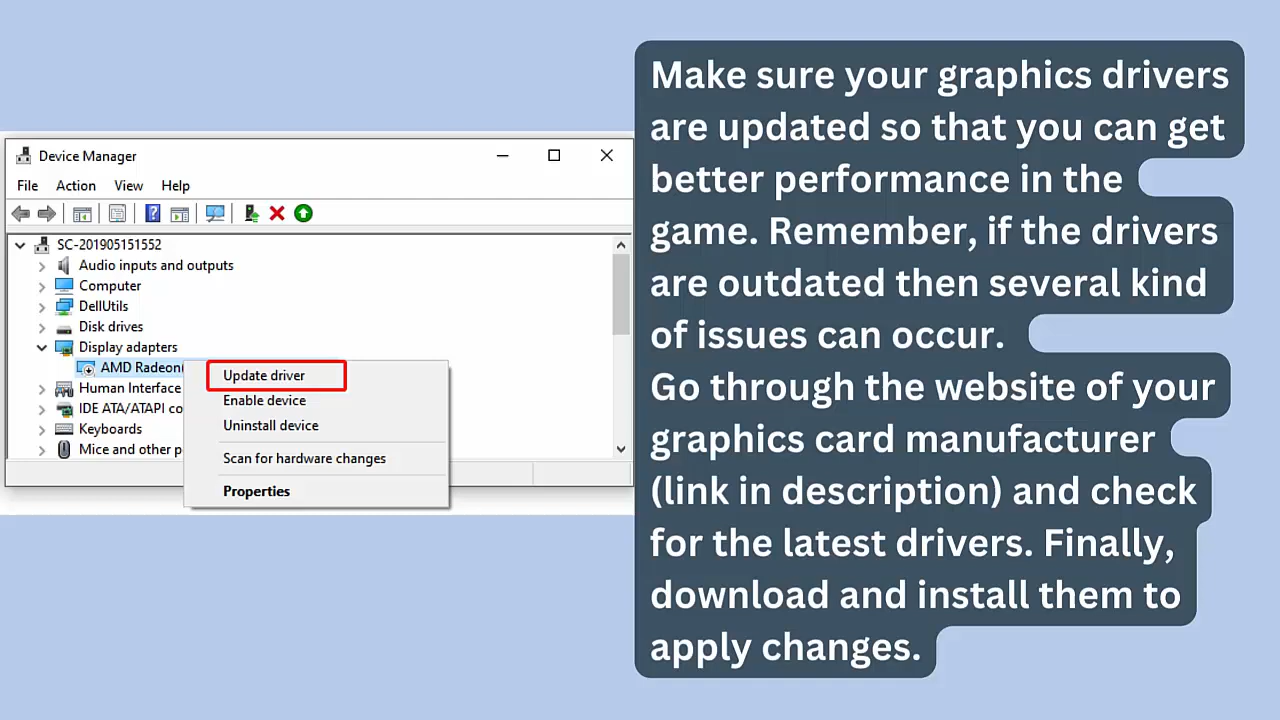 Device Manager
File Action View Help
SC-201905151552
Audio inputs and outputs
Computer
DellUtils
Disk drives
Display adapters
AMD Radeon
Human Interface
IDE ATA/ATAPI co
Keyboards
Mice and other p
Update driver
Enable device
Uninstall device
Scan for hardware changes
Properties
Make sure your graphics drivers
are updated so that you can get
better performance in the
game. Remember, if the drivers
are outdated then several kind
of issues can occur.
Go through the website of your
graphics card manufacturer
(link in description) and check
for the latest drivers. Finally,
download and install them to
apply changes.